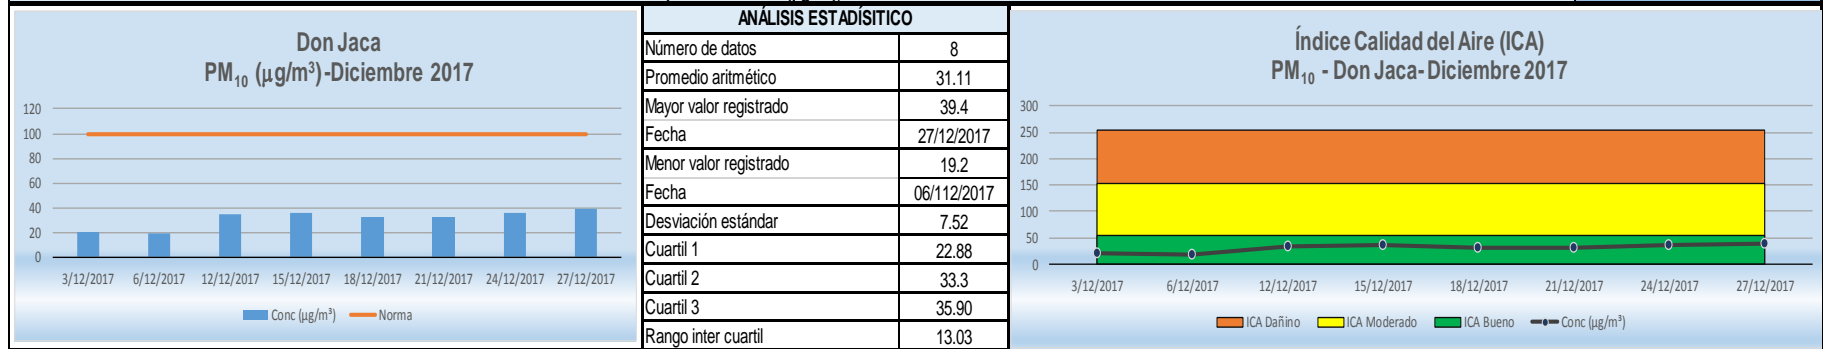 Don Jaca
PM₁₀ (µg/m³)-Diciembre 2017
120
100
80
60
40
20
0
3/12/2017 6/12/2017 12/12/2017 15/12/2017 18/12/2017 21/12/2017 24/12/2017 27/12/2017
Conc (µg/m³) Norma
ANÁLISIS ESTADÍSITICO
Número de datos 8
Promedio aritmético 31.11
Mayor valor registrado 39.4
Fecha 27/12/2017
Menor valor registrado 19.2
Fecha 06/112/2017
Desviación estándar 7.52
Cuartil 1 22.88
Cuartil 2 33.3
Cuartil 3 35.90
Rango inter cuartil 13.03
Índice Calidad del Aire (ICA)
PM₁₀ - Don Jaca- Diciembre 2017
300
250
200
150
100
50
0
3/12/2017 6/12/2017 12/12/2017 15/12/2017 18/12/2017 21/12/2017 24/12/2017 27/12/2017
ICA Dañino ICA Moderado ICA Bueno Conc (µg/m³)